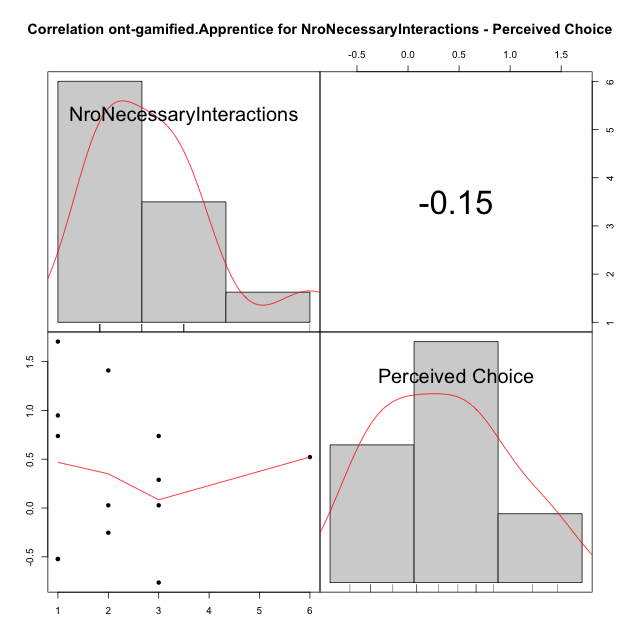 Correlation ont-gamified.Apprentice for NroNecessaryInteractions - Perceived Choice
-0.5 0.0 0.5 1.0 1.5
NroNecessaryInteractions
-0.15
6
5
4
3
2
1
Perceived Choice
1.5
1.0
0.5
0.0
-0.5
1 2 3 4 5 6